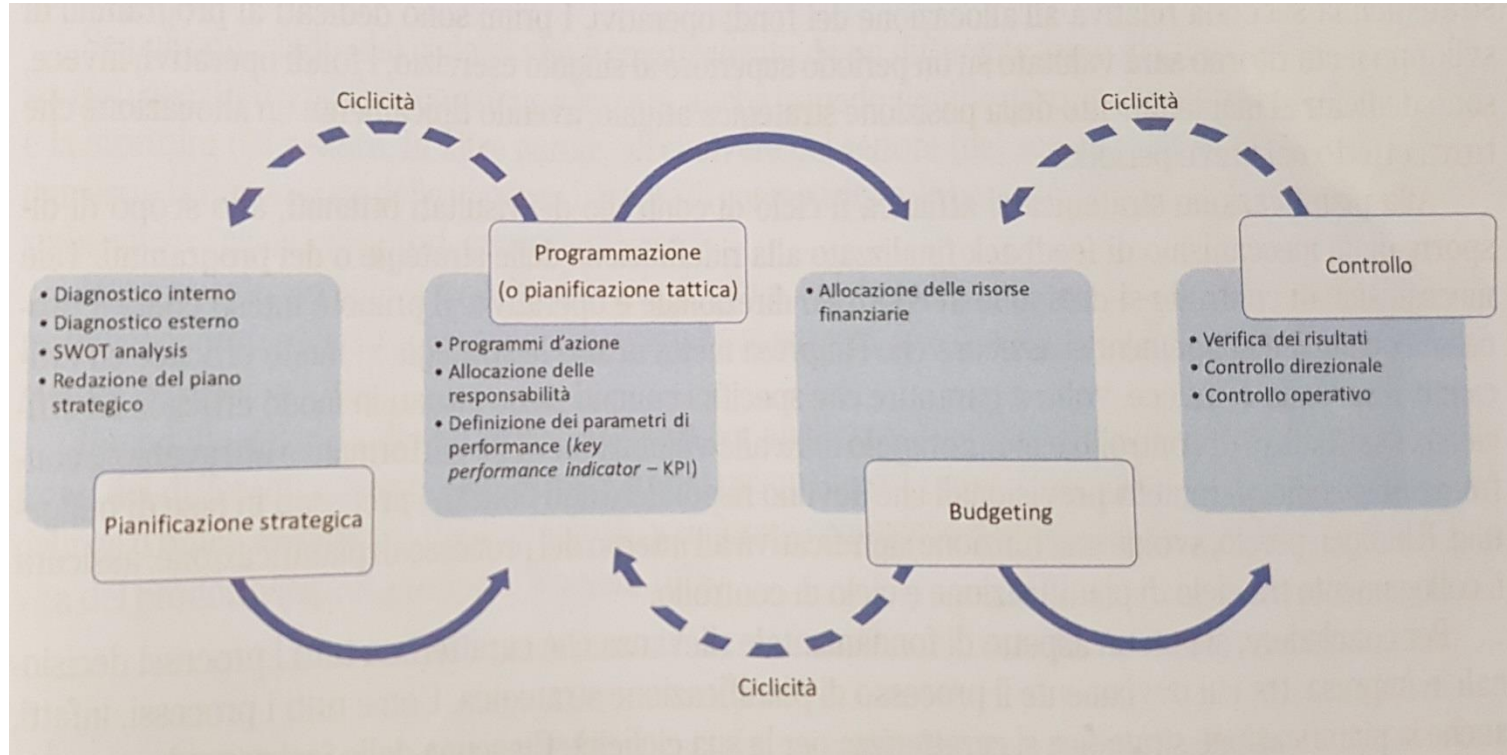 Ciclicità
Ciclicità
• Diagnostico interno
• Diagnostico esterno
• SWOT analysis
• Redazione del piano
strategico
Pianificazione strategica
Programmazione
(o pianificazione tattica)
• Programmi d'azione
• Allocazione delle
responsabilità
• Definizione dei parametri di
performance (key
performance indicator – KPI)
• Allocazione delle risorse
finanziarie
Budgeting
Controllo
• Verifica dei risultati
• Controllo direzionale
• Controllo operativo
Ciclicità